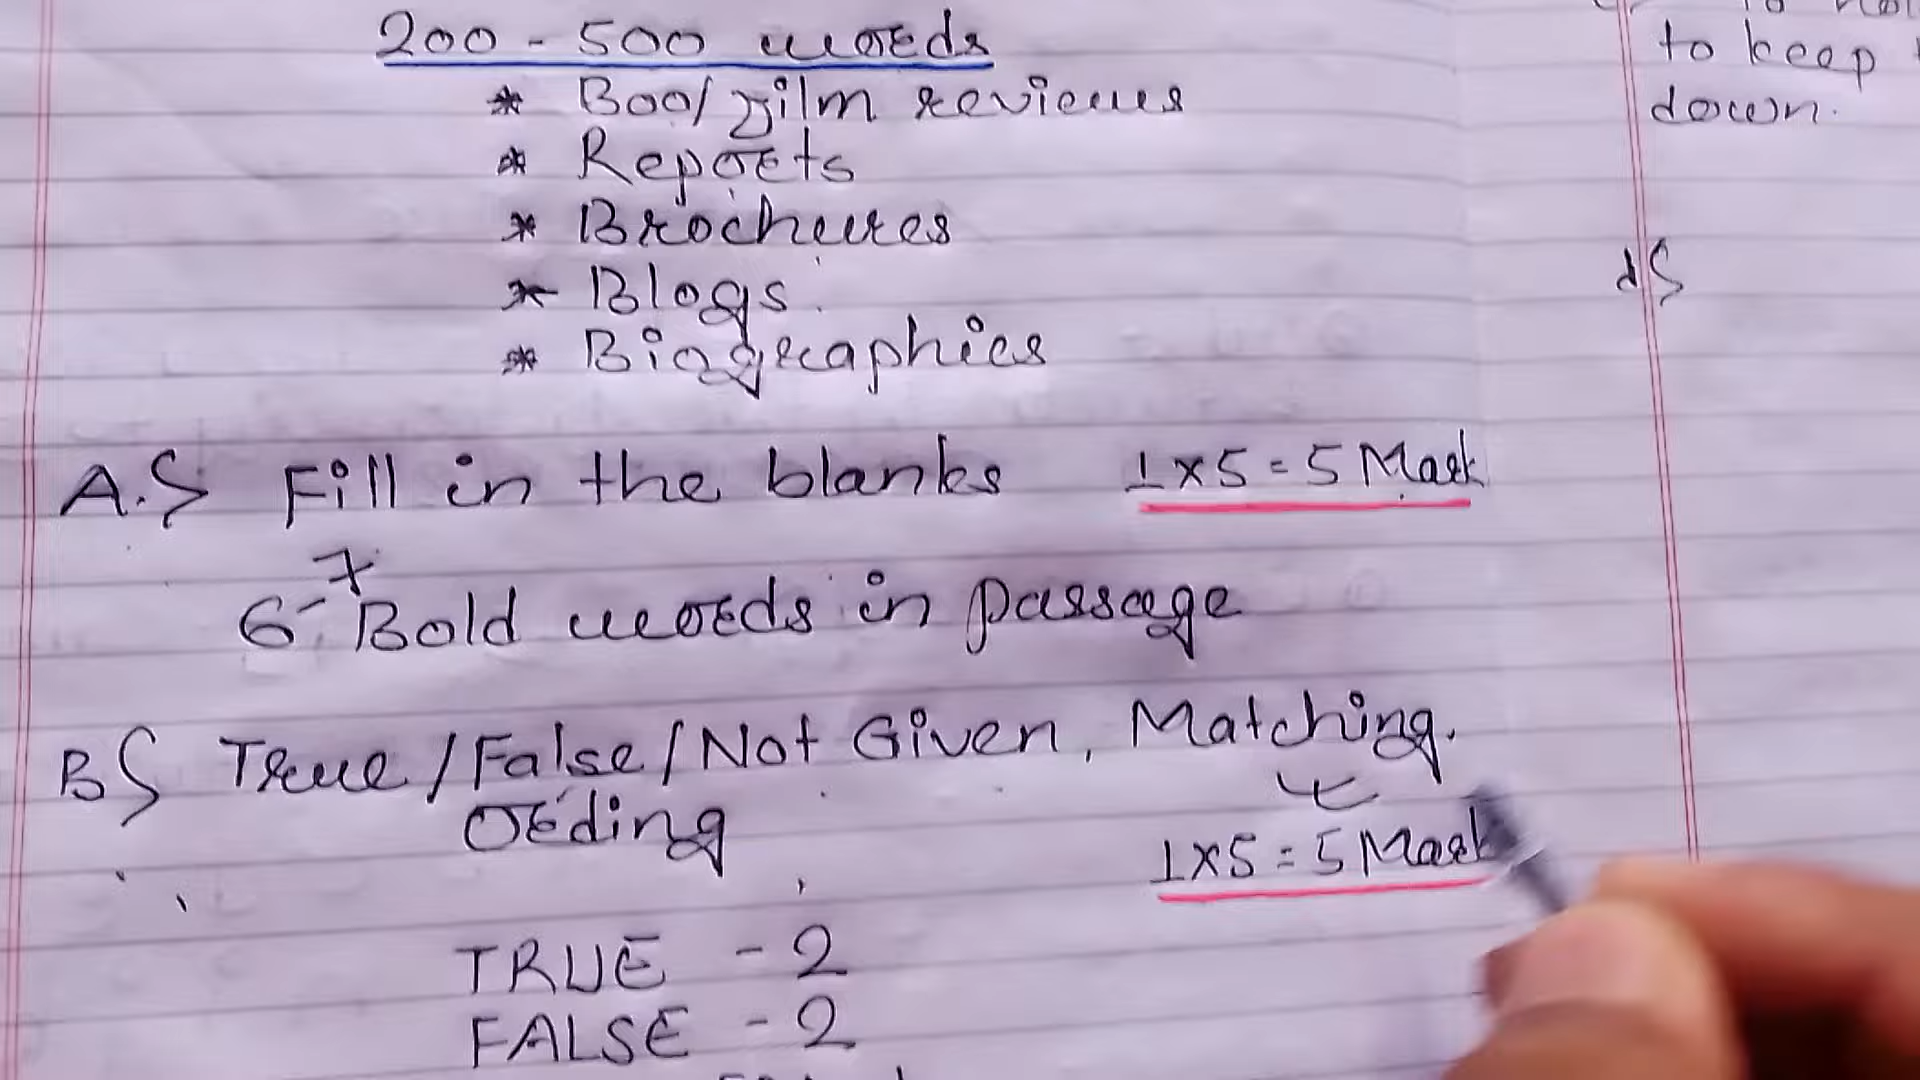 200 - 500 words
* Boo/film reviews
* Reports
* Brochures
* Blogs.
* Biographies
A.S Fill in the blanks 1x5=5 Mark
7
6- Bold words in passage
BS True/False/Not Given, Matching.
Ording
1x5=5 Mark
TRUE - 2
FALSE - 2
to keep
down.